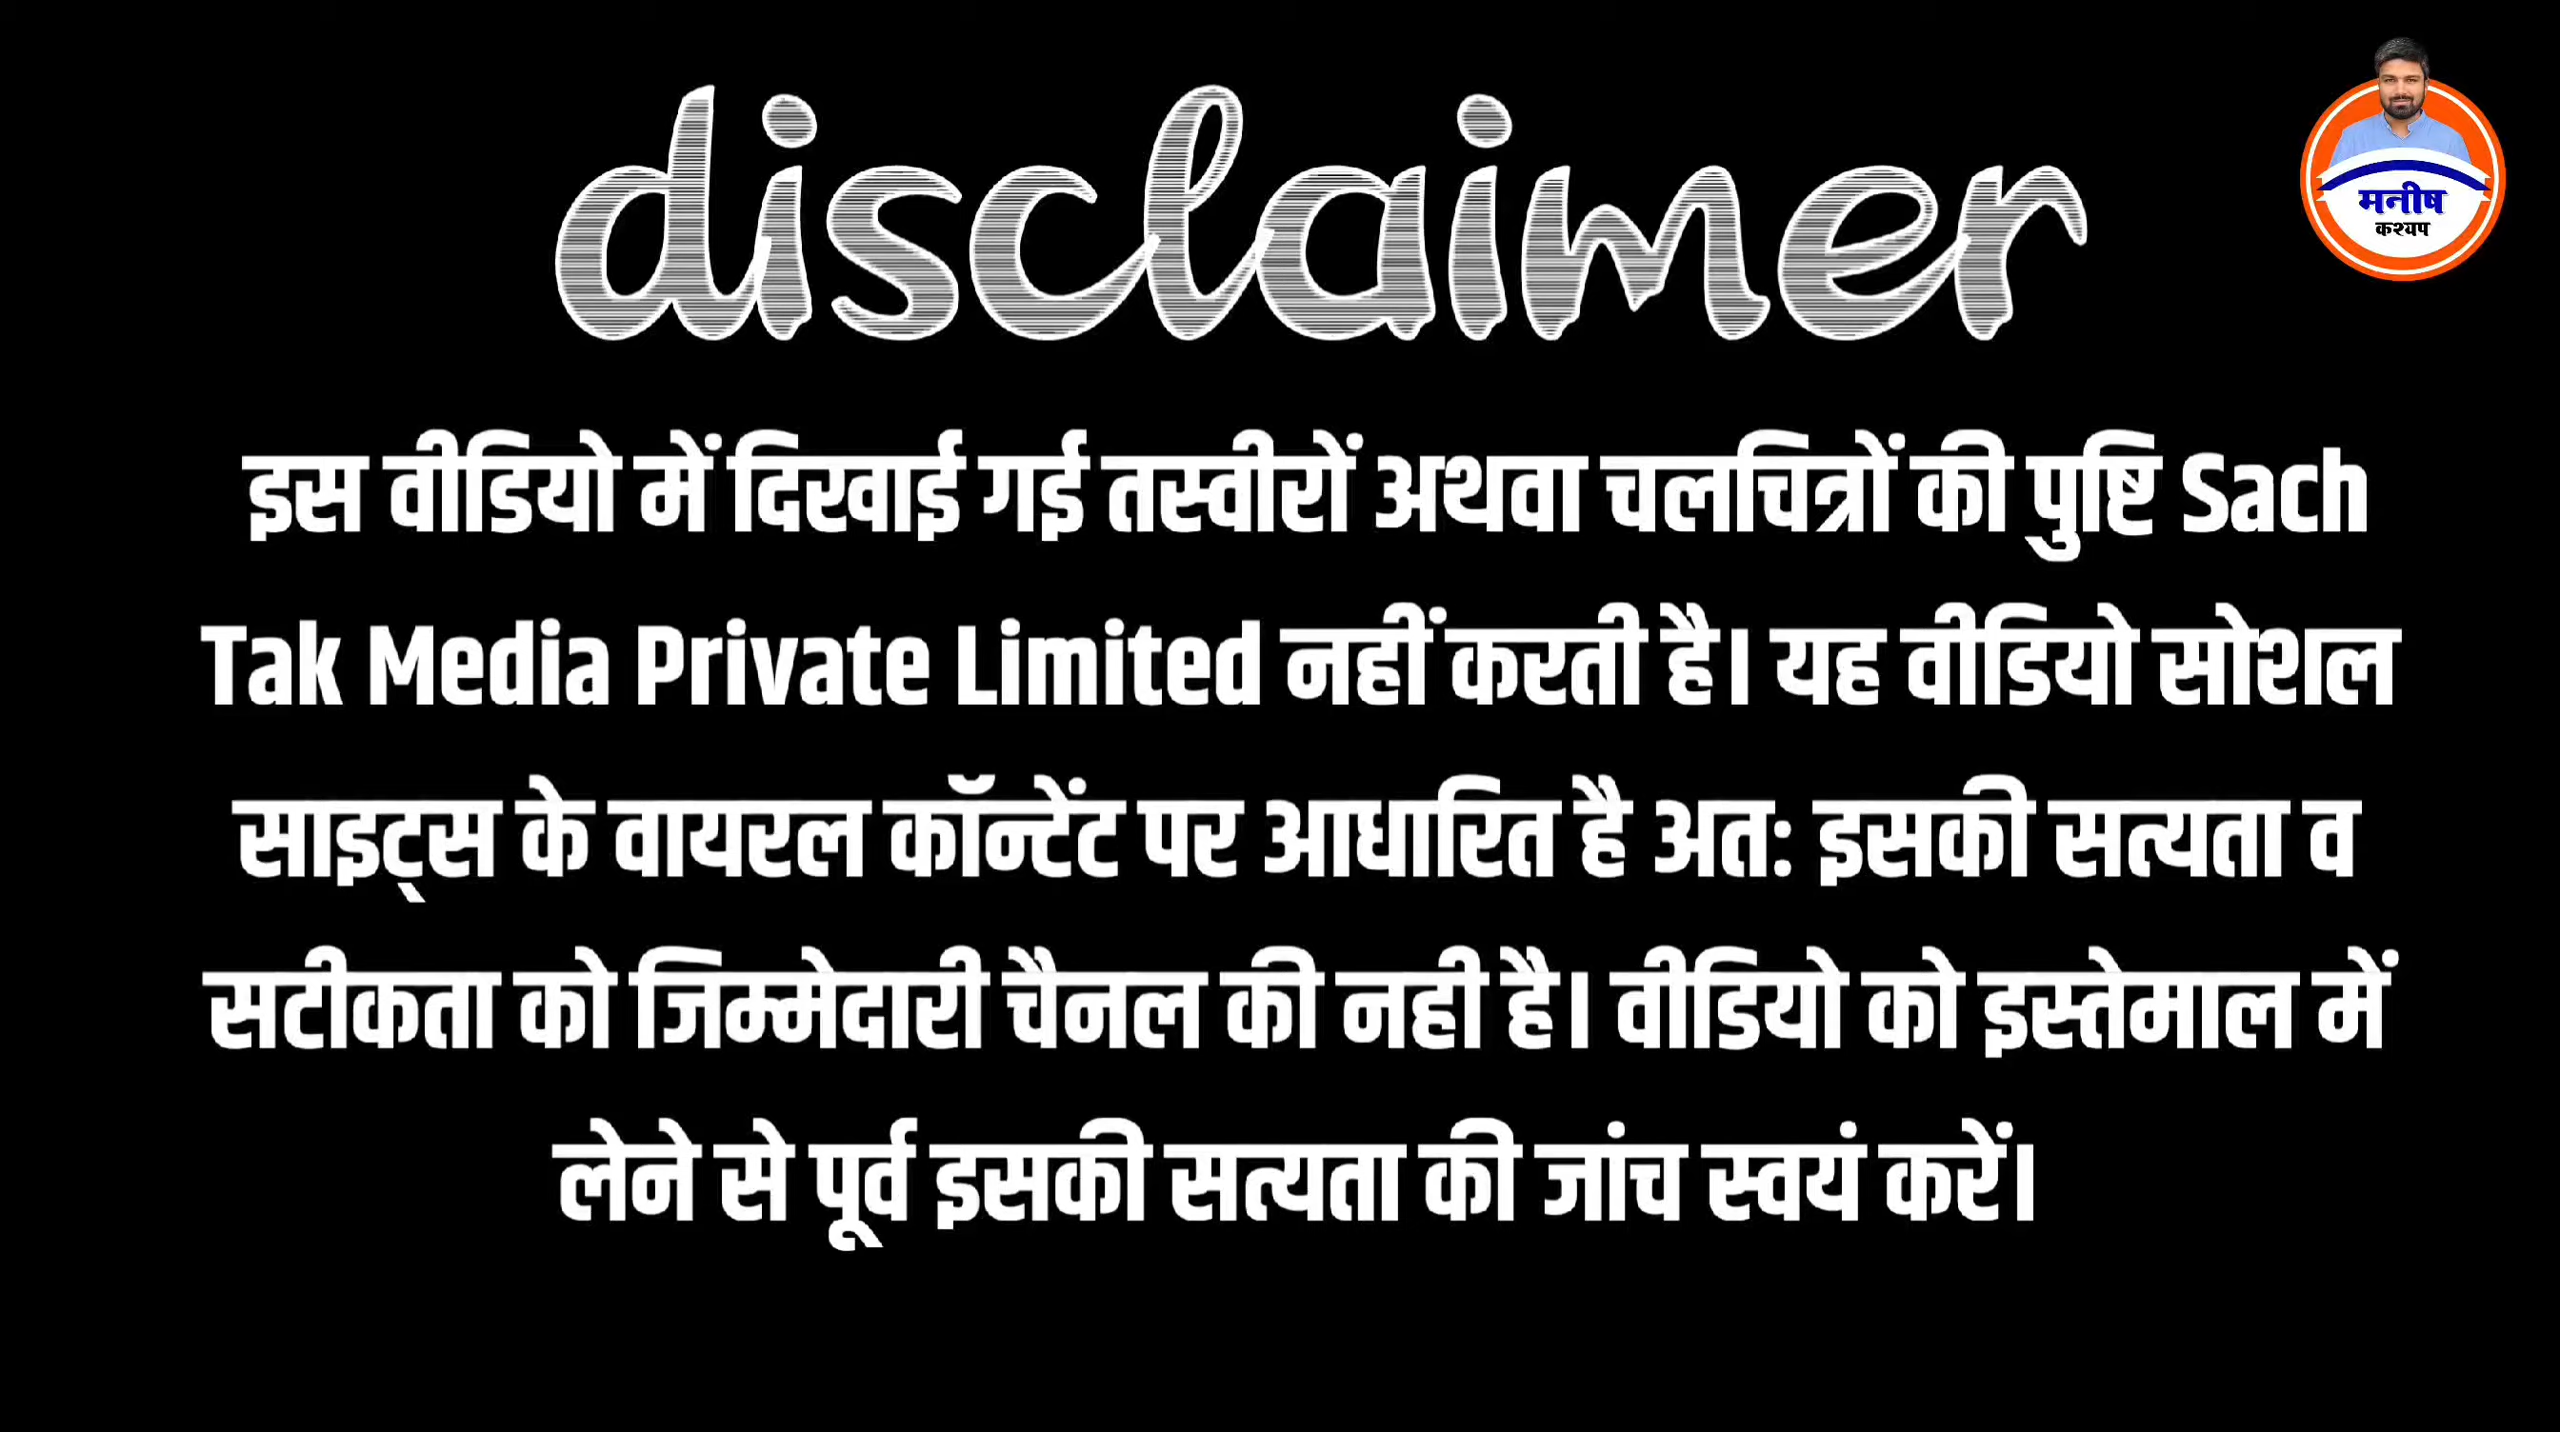 disclaimer
मनीष
कश्यप
इस वीडियो में दिखाई गई तस्वीरों अथवा चलचित्रों की पुष्टि Sach
Tak Media Private Limited नहीं करती है। यह वीडियो सोशल
साइट्स के वायरल कॉन्टेंट पर आधारित है अत: इसकी सत्यता व
सटीकता को जिम्मेदारी चैनल की नही है। वीडियो को इस्तेमाल में
लेने से पूर्व इसकी सत्यता की जांच स्वयं करें।